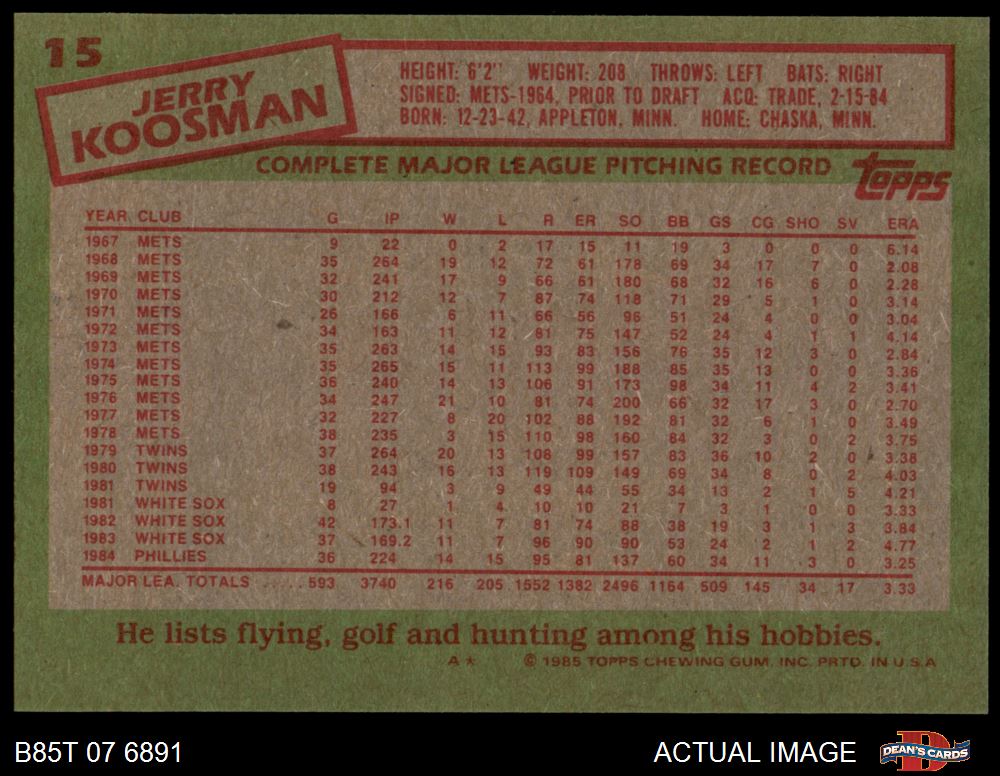 15
JERRY
KOOSMAN
HEIGHT: 6'2" WEIGHT: 208 THROWS: LEFT BATS: RIGHT
SIGNED: METS-1964, PRIOR TO DRAFT ACQ: TRADE, 2-15-84
BORN: 12-23-42, APPLETON, MINN. HOME: CHASKA, MINN.
COMPLETE MAJOR LEAGUE PITCHING RECORD
Topps
YEAR CLUB G IP W L R ER SO BB GS CG SHO SV ERA
1967 METS 9 22 0 2 17 15 11 19 3 0 0 0 6.14
1968 METS 35 264 19 12 72 61 178 69 34 17 7 0 2.08
1969 METS 32 241 17 9 66 61 180 68 32 16 6 0 2.28
1970 METS 30 212 12 7 87 74 118 71 29 5 1 0 3.14
1971 METS 26 166 6 11 66 56 96 51 24 4 0 0 3.04
1972 METS 34 163 11 12 81 75 147 52 24 4 1 1 4.14
1973 METS 35 263 14 15 93 83 156 76 35 12 3 0 2.84
1974 METS 35 265 15 11 113 99 188 85 35 13 0 0 3.36
1975 METS 36 240 14 13 106 91 173 98 34 11 4 2 3.41
1976 METS 34 247 21 10 81 74 200 66 32 17 3 0 2.70
1977 METS 32 227 8 20 102 88 192 81 32 6 1 0 3.49
1978 METS 38 235 3 15 110 98 160 84 32 3 0 2 3.75
1979 TWINS 37 264 20 13 108 99 157 83 36 10 2 0 3.38
1980 TWINS 38 243 16 13 119 109 149 69 34 8 0 2 4.03
1981 TWINS 19 94 3 9 49 44 55 34 13 2 1 5 4.21
1981 WHITE SOX 8 27 1 4 10 10 21 7 3 1 0 0 3.33
1982 WHITE SOX 42 173.1 11 7 81 74 88 38 19 3 1 3 3.84
1983 WHITE SOX 37 169.2 11 7 96 90 90 53 24 2 1 2 4.77
1984 PHILLIES 36 224 14 15 95 81 137 60 34 11 3 0 3.25
MAJOR LEA. TOTALS ..... 593 3740 216 205 1552 1382 2496 1164 509 145 34 17 3.33
He lists flying, golf and hunting among his hobbies.
A* © 1985 TOPPS CHEWING GUM, INC. PRTD. IN U.S.A
B85T 07 6891
ACTUAL IMAGE
D
DEAN'S CARDS